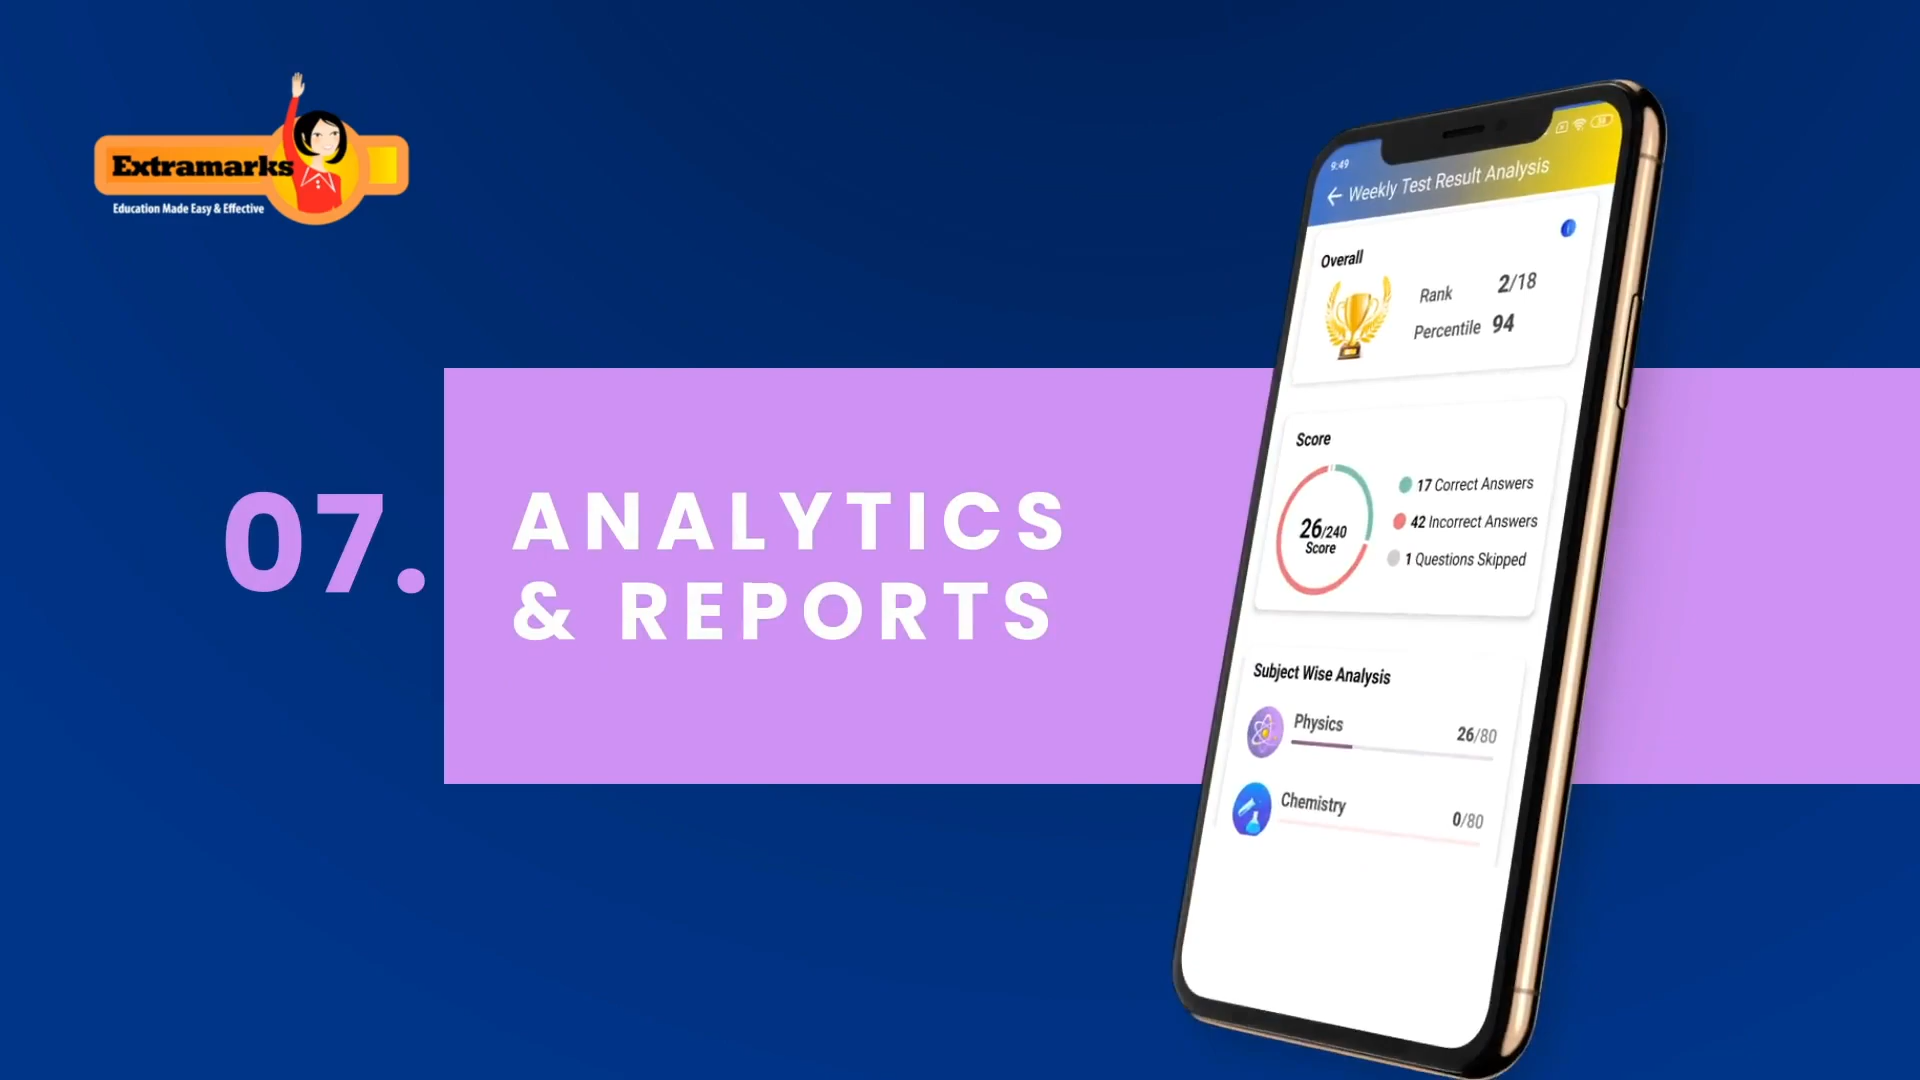 Extramarks
Education Made Easy & Effective
07.
ANALYTICS
& REPORTS
9:49
Weekly Test Result Analysis
Overall
Rank 2/18
Percentile 94
Score
26/240
Score
17 Correct Answers
42 Incorrect Answers
1 Questions Skipped
Subject Wise Analysis
Physics 26/80
Chemistry 0/80